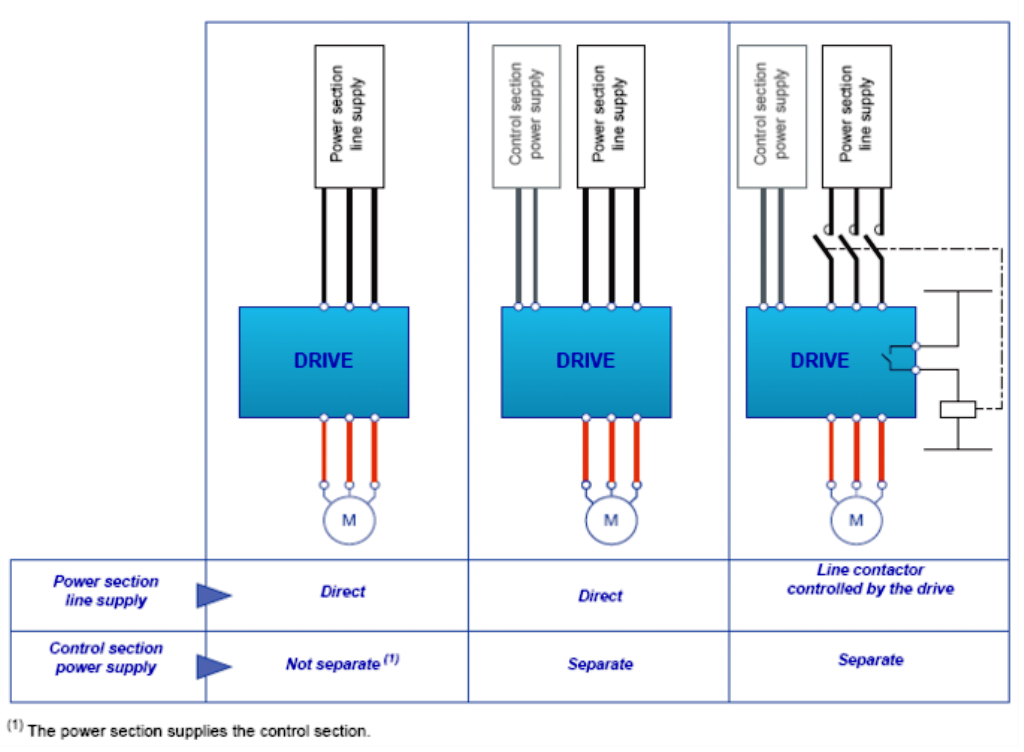 Power section
line supply
Control section
power supply
Power section
line supply
Control section
power supply
Power section
line supply
DRIVE
DRIVE
DRIVE
M
M
M
Power section
line supply
Direct
Direct
Line contactor
controlled by the drive
Control section
power supply
Not separate (1)
Separate
Separate
(1) The power section supplies the control section.